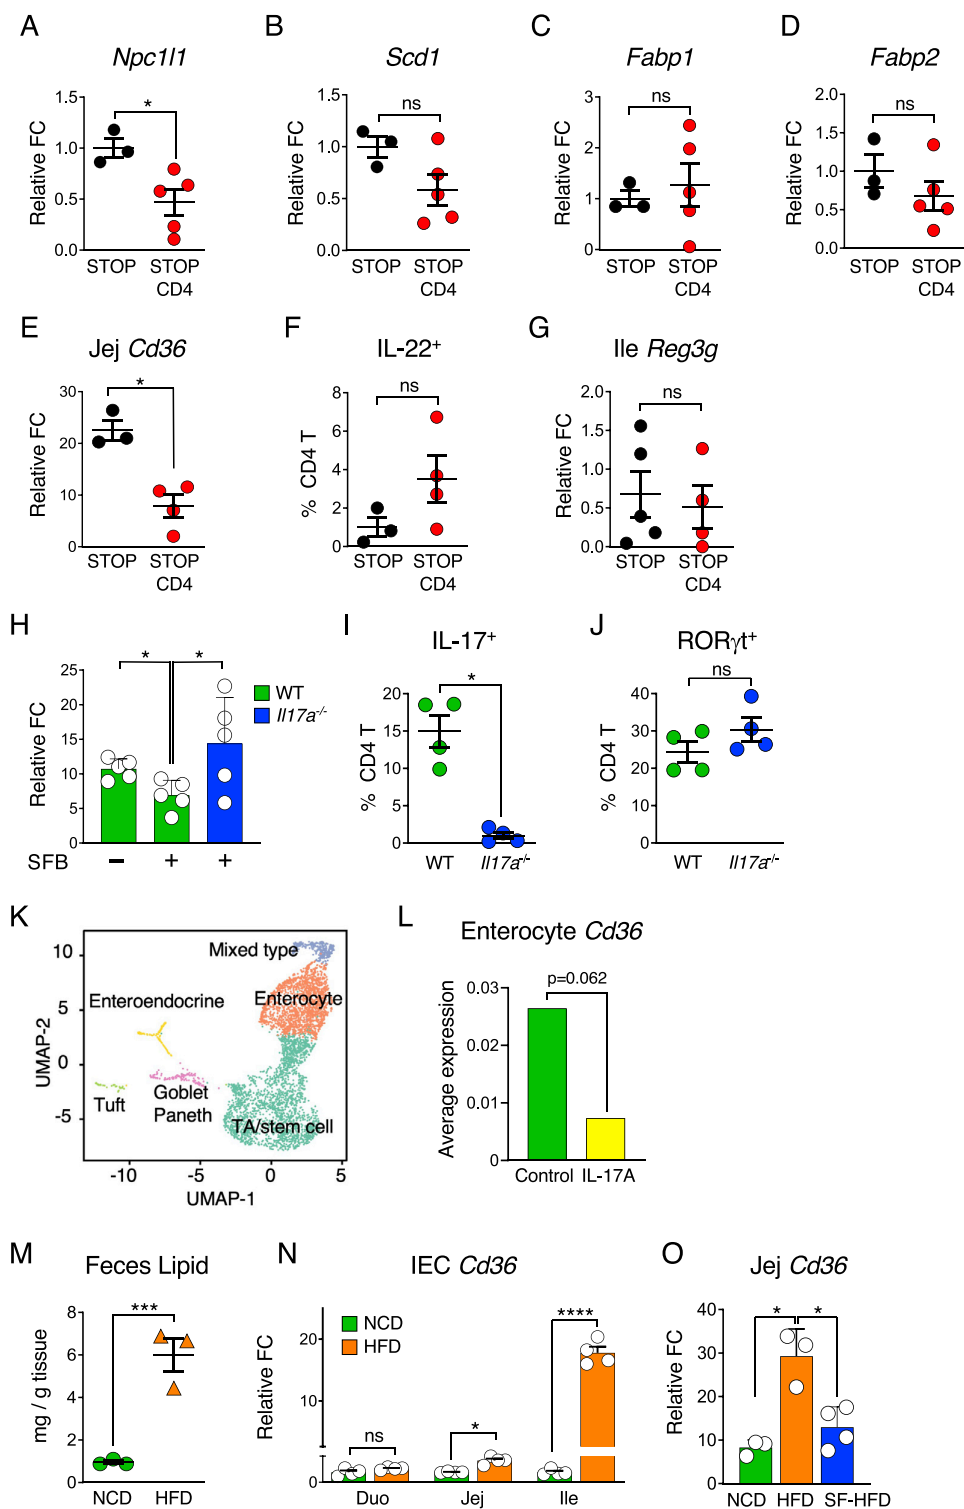 A
Npc1l1
Relative FC
1.5
1.0
0.5
0.0
*
STOP STOP
CD4
B
Scd1
Relative FC
1.5
1.0
0.5
0.0
ns
STOP STOP
CD4
C
Fabp1
Relative FC
3
2
1
0
ns
STOP STOP
CD4
D
Fabp2
Relative FC
2.0
1.5
1.0
0.5
0.0
ns
STOP STOP
CD4
E
Jej Cd36
Relative FC
30
20
10
0
*
STOP STOP
CD4
F
IL-22+
% CD4 T
8
6
4
2
0
ns
STOP STOP
CD4
G
Ile Reg3g
Relative FC
2.0
1.5
1.0
0.5
0.0
ns
STOP STOP
CD4
H
Relative FC
25
20
15
10
5
0
* *
WT
Il17a-/-
SFB − + +
I
IL-17+
% CD4 T
20
15
10
5
0
*
WT Il17a-/-
J
RORγt+
% CD4 T
40
30
20
10
0
ns
WT Il17a-/-
K
UMAP-2
10
5
0
-5
Mixed type
Enteroendocrine
Enterocyte
Tuft
Goblet
Paneth
TA/stem cell
-10 -5 0 5
UMAP-1
L
Enterocyte Cd36
Average expression
0.03
0.02
0.01
0
p=0.062
Control IL-17A
M
Feces Lipid
mg / g tissue
8
6
4
2
0
***
NCD HFD
N
IEC Cd36
Relative FC
20
10
0
NCD
HFD
ns
*
****
Duo Jej Ile
O
Jej Cd36
Relative FC
40
30
20
10
0
* *
NCD HFD SF-HFD